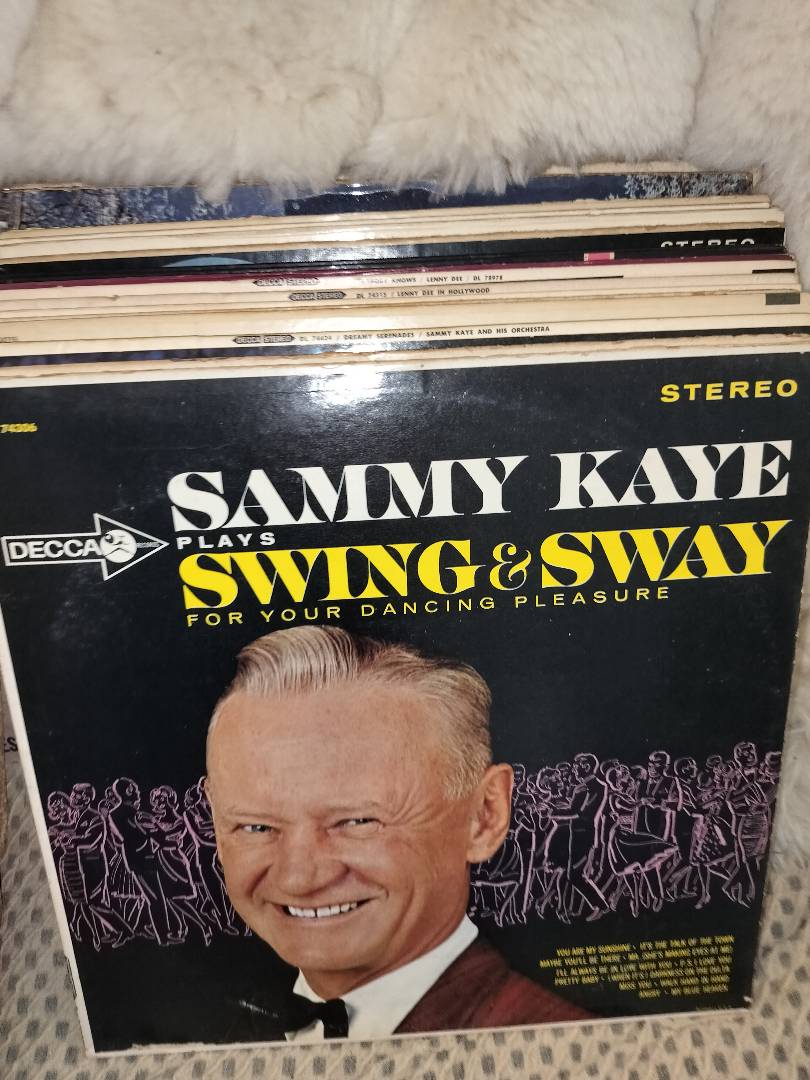 STEREO
KNOWS / LENNY DEE / DL 78978
DECCA STEREO
DECCA STEREO DL 74315 / LENNY DEE IN HOLLYWOOD
DECCA STEREO DL 74424 / DREAMY SERENADES / SAMMY KAYE AND HIS ORCHESTRA
STEREO
74306
SAMMY KAYE
DECCA RECORDS
PLAYS
SWING & SWAY
FOR YOUR DANCING PLEASURE
YOU ARE MY SUNSHINE • IT'S THE TALK OF THE TOWN
MAYBE YOU'LL BE THERE • MA, SHE'S MAKING EYES AT ME
I'LL ALWAYS BE IN LOVE WITH YOU • P.S. I LOVE YOU
PRETTY BABY • WHEN IT'S DARKNESS ON THE DELTA
MISS YOU • WALK HAND IN HAND
ANGRY • MY BLUE HEAVEN